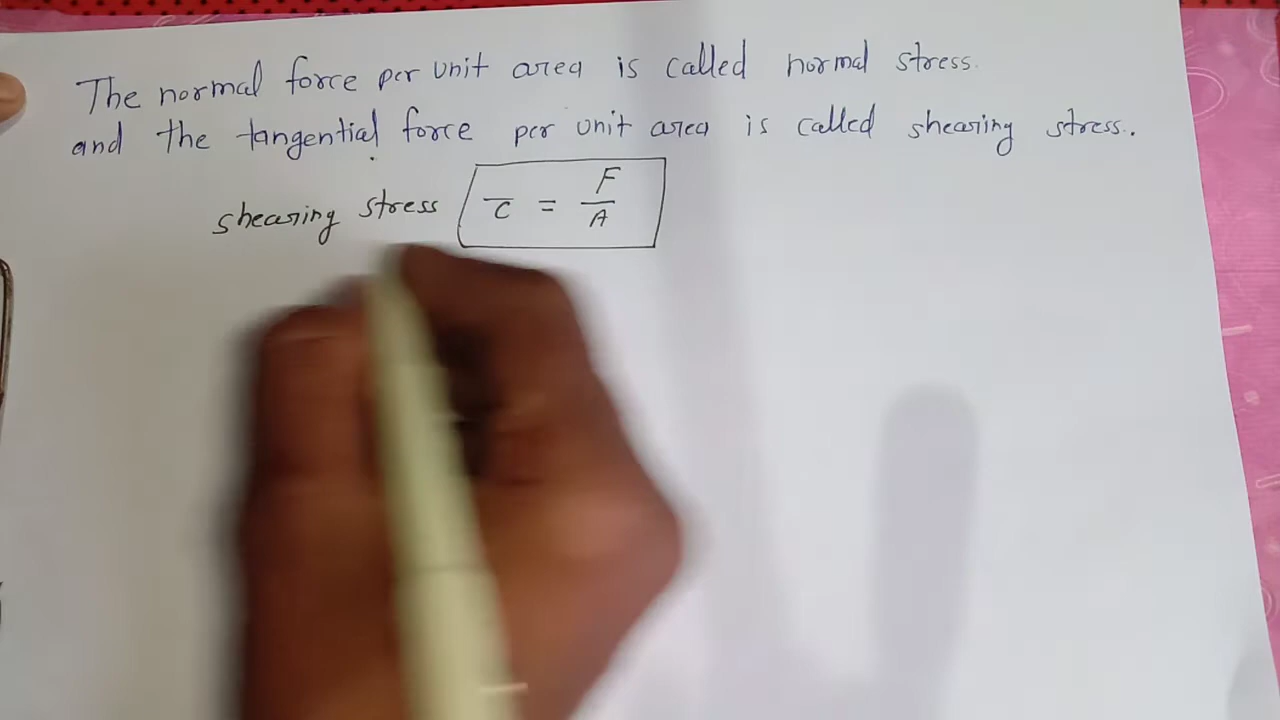 The normal force per unit area is called normal stress.
and the tangential force per unit area is called shearing stress.
shearing stress τ = F/A